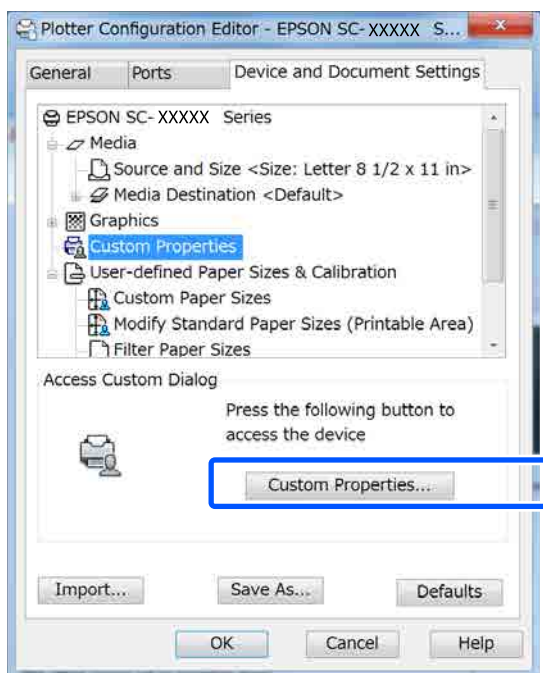 Plotter Configuration Editor - EPSON SC-XXXXX S...
General Ports Device and Document Settings
EPSON SC-XXXXX Series
Media
Source and Size <Size: Letter 8 1/2 x 11 in>
Media Destination <Default>
Graphics
Custom Properties
User-defined Paper Sizes & Calibration
Custom Paper Sizes
Modify Standard Paper Sizes (Printable Area)
Filter Paper Sizes
Access Custom Dialog
Press the following button to
access the device
Custom Properties...
Import... Save As... Defaults
OK Cancel Help